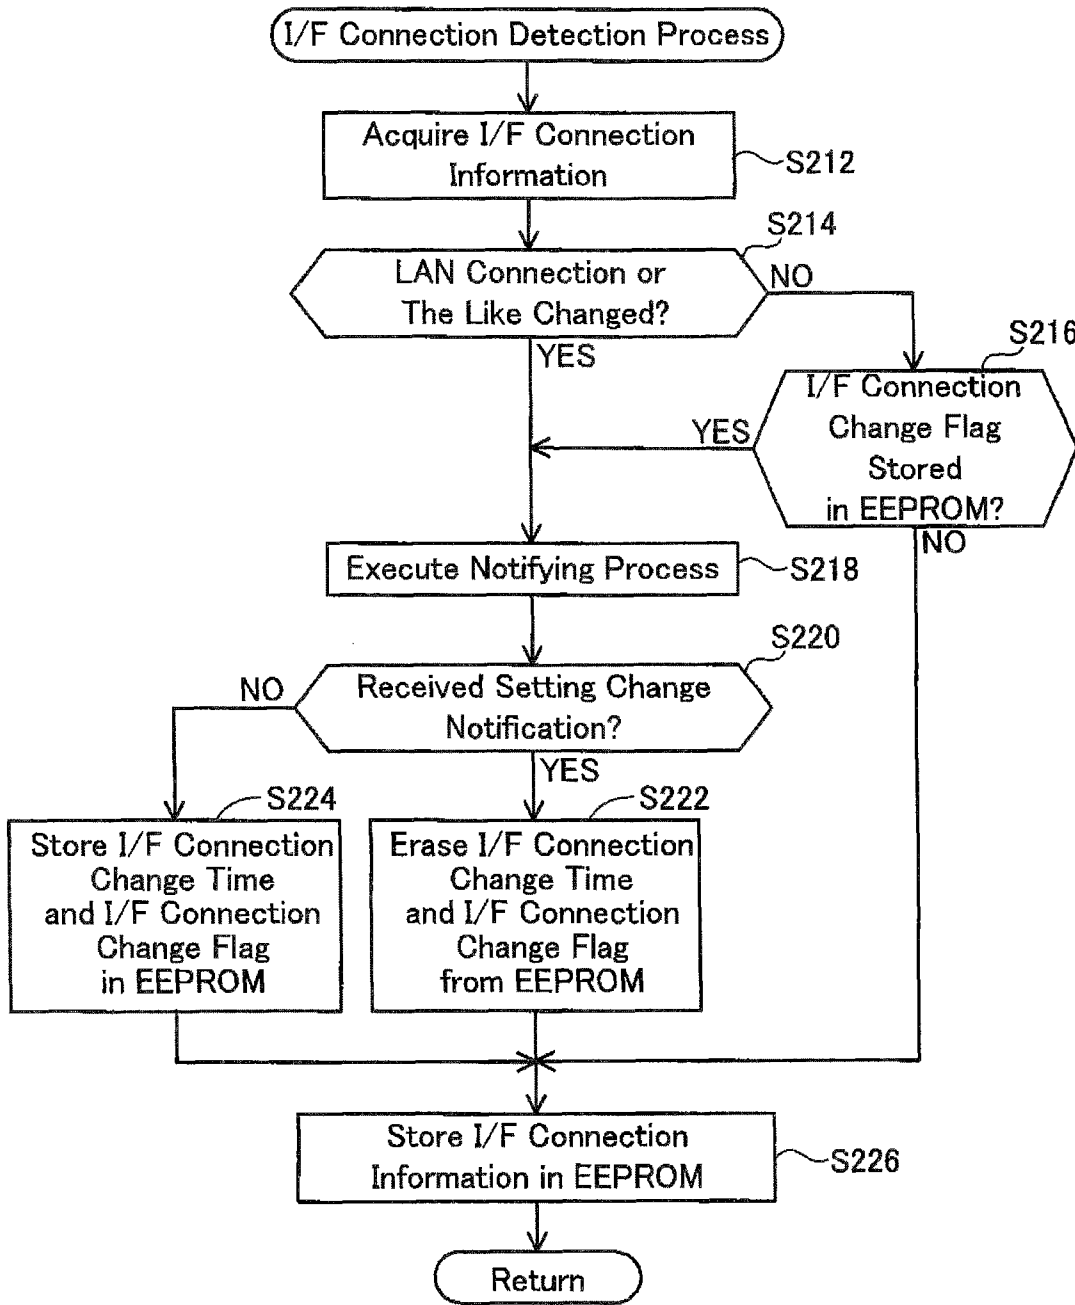 I/F Connection Detection Process
Acquire I/F Connection
Information
S212
S214
LAN Connection or
The Like Changed?
NO
YES
S216
I/F Connection
Change Flag
Stored
in EEPROM?
YES
NO
Execute Notifying Process
S218
S220
Received Setting Change
Notification?
NO
YES
S224
Store I/F Connection
Change Time
and I/F Connection
Change Flag
in EEPROM
S222
Erase I/F Connection
Change Time
and I/F Connection
Change Flag
from EEPROM
Store I/F Connection
Information in EEPROM
S226
Return